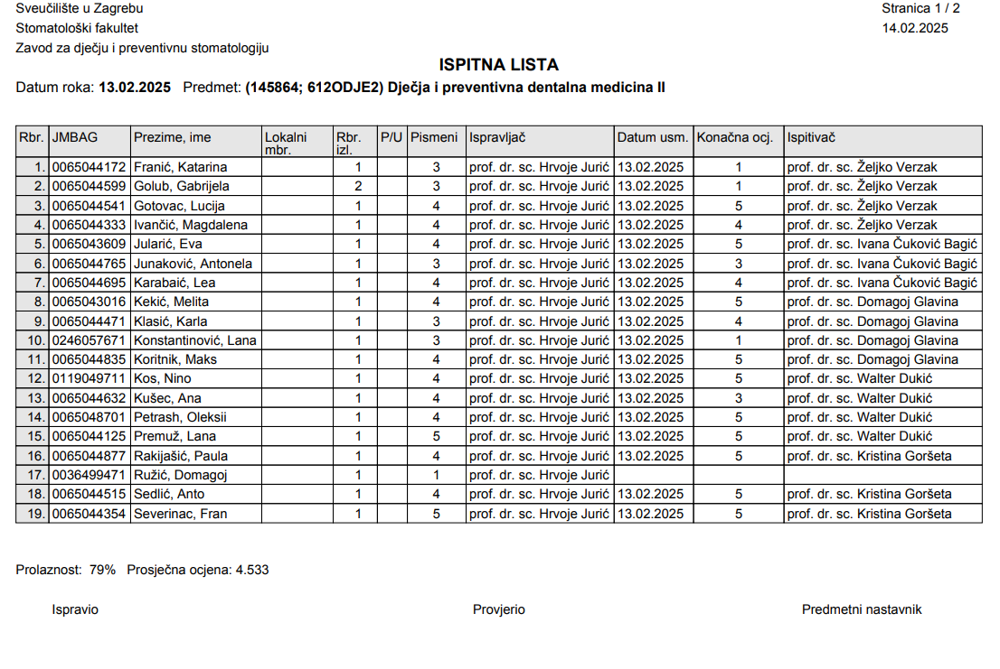 Sveučilište u Zagrebu
Stranica 1 / 2
Stomatološki fakultet
14.02.2025
Zavod za dječju i preventivnu stomatologiju
ISPITNA LISTA
Datum roka: 13.02.2025 Predmet: (145864; 612ODJE2) Dječja i preventivna dentalna medicina II
Rbr. JMBAG Prezime, ime Lokalni mbr. Rbr. izl. P/U Pismeni Ispravljač Datum usm. Konačna ocj. Ispitivač
1. 0065044172 Franić, Katarina 1 3 prof. dr. sc. Hrvoje Jurić 13.02.2025 1 prof. dr. sc. Željko Verzak
2. 0065044599 Golub, Gabrijela 2 3 prof. dr. sc. Hrvoje Jurić 13.02.2025 1 prof. dr. sc. Željko Verzak
3. 0065044541 Gotovac, Lucija 1 4 prof. dr. sc. Hrvoje Jurić 13.02.2025 5 prof. dr. sc. Željko Verzak
4. 0065044333 Ivančić, Magdalena 1 4 prof. dr. sc. Hrvoje Jurić 13.02.2025 4 prof. dr. sc. Željko Verzak
5. 0065043609 Jularić, Eva 1 4 prof. dr. sc. Hrvoje Jurić 13.02.2025 5 prof. dr. sc. Ivana Čuković Bagić
6. 0065044765 Junaković, Antonela 1 3 prof. dr. sc. Hrvoje Jurić 13.02.2025 3 prof. dr. sc. Ivana Čuković Bagić
7. 0065044695 Karabaić, Lea 1 4 prof. dr. sc. Hrvoje Jurić 13.02.2025 4 prof. dr. sc. Ivana Čuković Bagić
8. 0065043016 Kekić, Melita 1 4 prof. dr. sc. Hrvoje Jurić 13.02.2025 5 prof. dr. sc. Domagoj Glavina
9. 0065044471 Klasić, Karla 1 3 prof. dr. sc. Hrvoje Jurić 13.02.2025 4 prof. dr. sc. Domagoj Glavina
10. 0246057671 Konstantinović, Lana 1 3 prof. dr. sc. Hrvoje Jurić 13.02.2025 1 prof. dr. sc. Domagoj Glavina
11. 0065044835 Koritnik, Maks 1 4 prof. dr. sc. Hrvoje Jurić 13.02.2025 5 prof. dr. sc. Domagoj Glavina
12. 0119049711 Kos, Nino 1 4 prof. dr. sc. Hrvoje Jurić 13.02.2025 5 prof. dr. sc. Walter Dukić
13. 0065044632 Kušec, Ana 1 4 prof. dr. sc. Hrvoje Jurić 13.02.2025 3 prof. dr. sc. Walter Dukić
14. 0065048701 Petrash, Oleksii 1 4 prof. dr. sc. Hrvoje Jurić 13.02.2025 5 prof. dr. sc. Walter Dukić
15. 0065044125 Premuž, Lana 1 5 prof. dr. sc. Hrvoje Jurić 13.02.2025 5 prof. dr. sc. Walter Dukić
16. 0065044877 Rakijašić, Paula 1 4 prof. dr. sc. Hrvoje Jurić 13.02.2025 5 prof. dr. sc. Kristina Goršeta
17. 0036499471 Ružić, Domagoj 1 1 prof. dr. sc. Hrvoje Jurić
18. 0065044515 Sedlić, Anto 1 4 prof. dr. sc. Hrvoje Jurić 13.02.2025 5 prof. dr. sc. Kristina Goršeta
19. 0065044354 Severinac, Fran 1 5 prof. dr. sc. Hrvoje Jurić 13.02.2025 5 prof. dr. sc. Kristina Goršeta
Prolaznost: 79% Prosječna ocjena: 4.533
Ispravio Provjerio Predmetni nastavnik